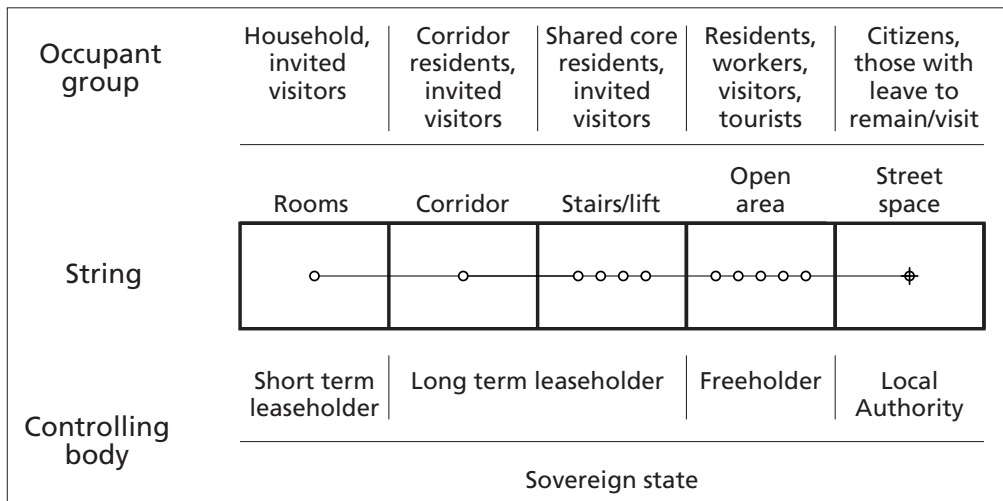 Occupant
group
Household,
invited
visitors
Corridor
residents,
invited
visitors
Shared core
residents,
invited
visitors
Residents,
workers,
visitors,
tourists
Citizens,
those with
leave to
remain/visit
String
Rooms
Corridor
Stairs/lift
Open
area
Street
space
Controlling
body
Short term
leaseholder
Long term leaseholder
Freeholder
Local
Authority
Sovereign state